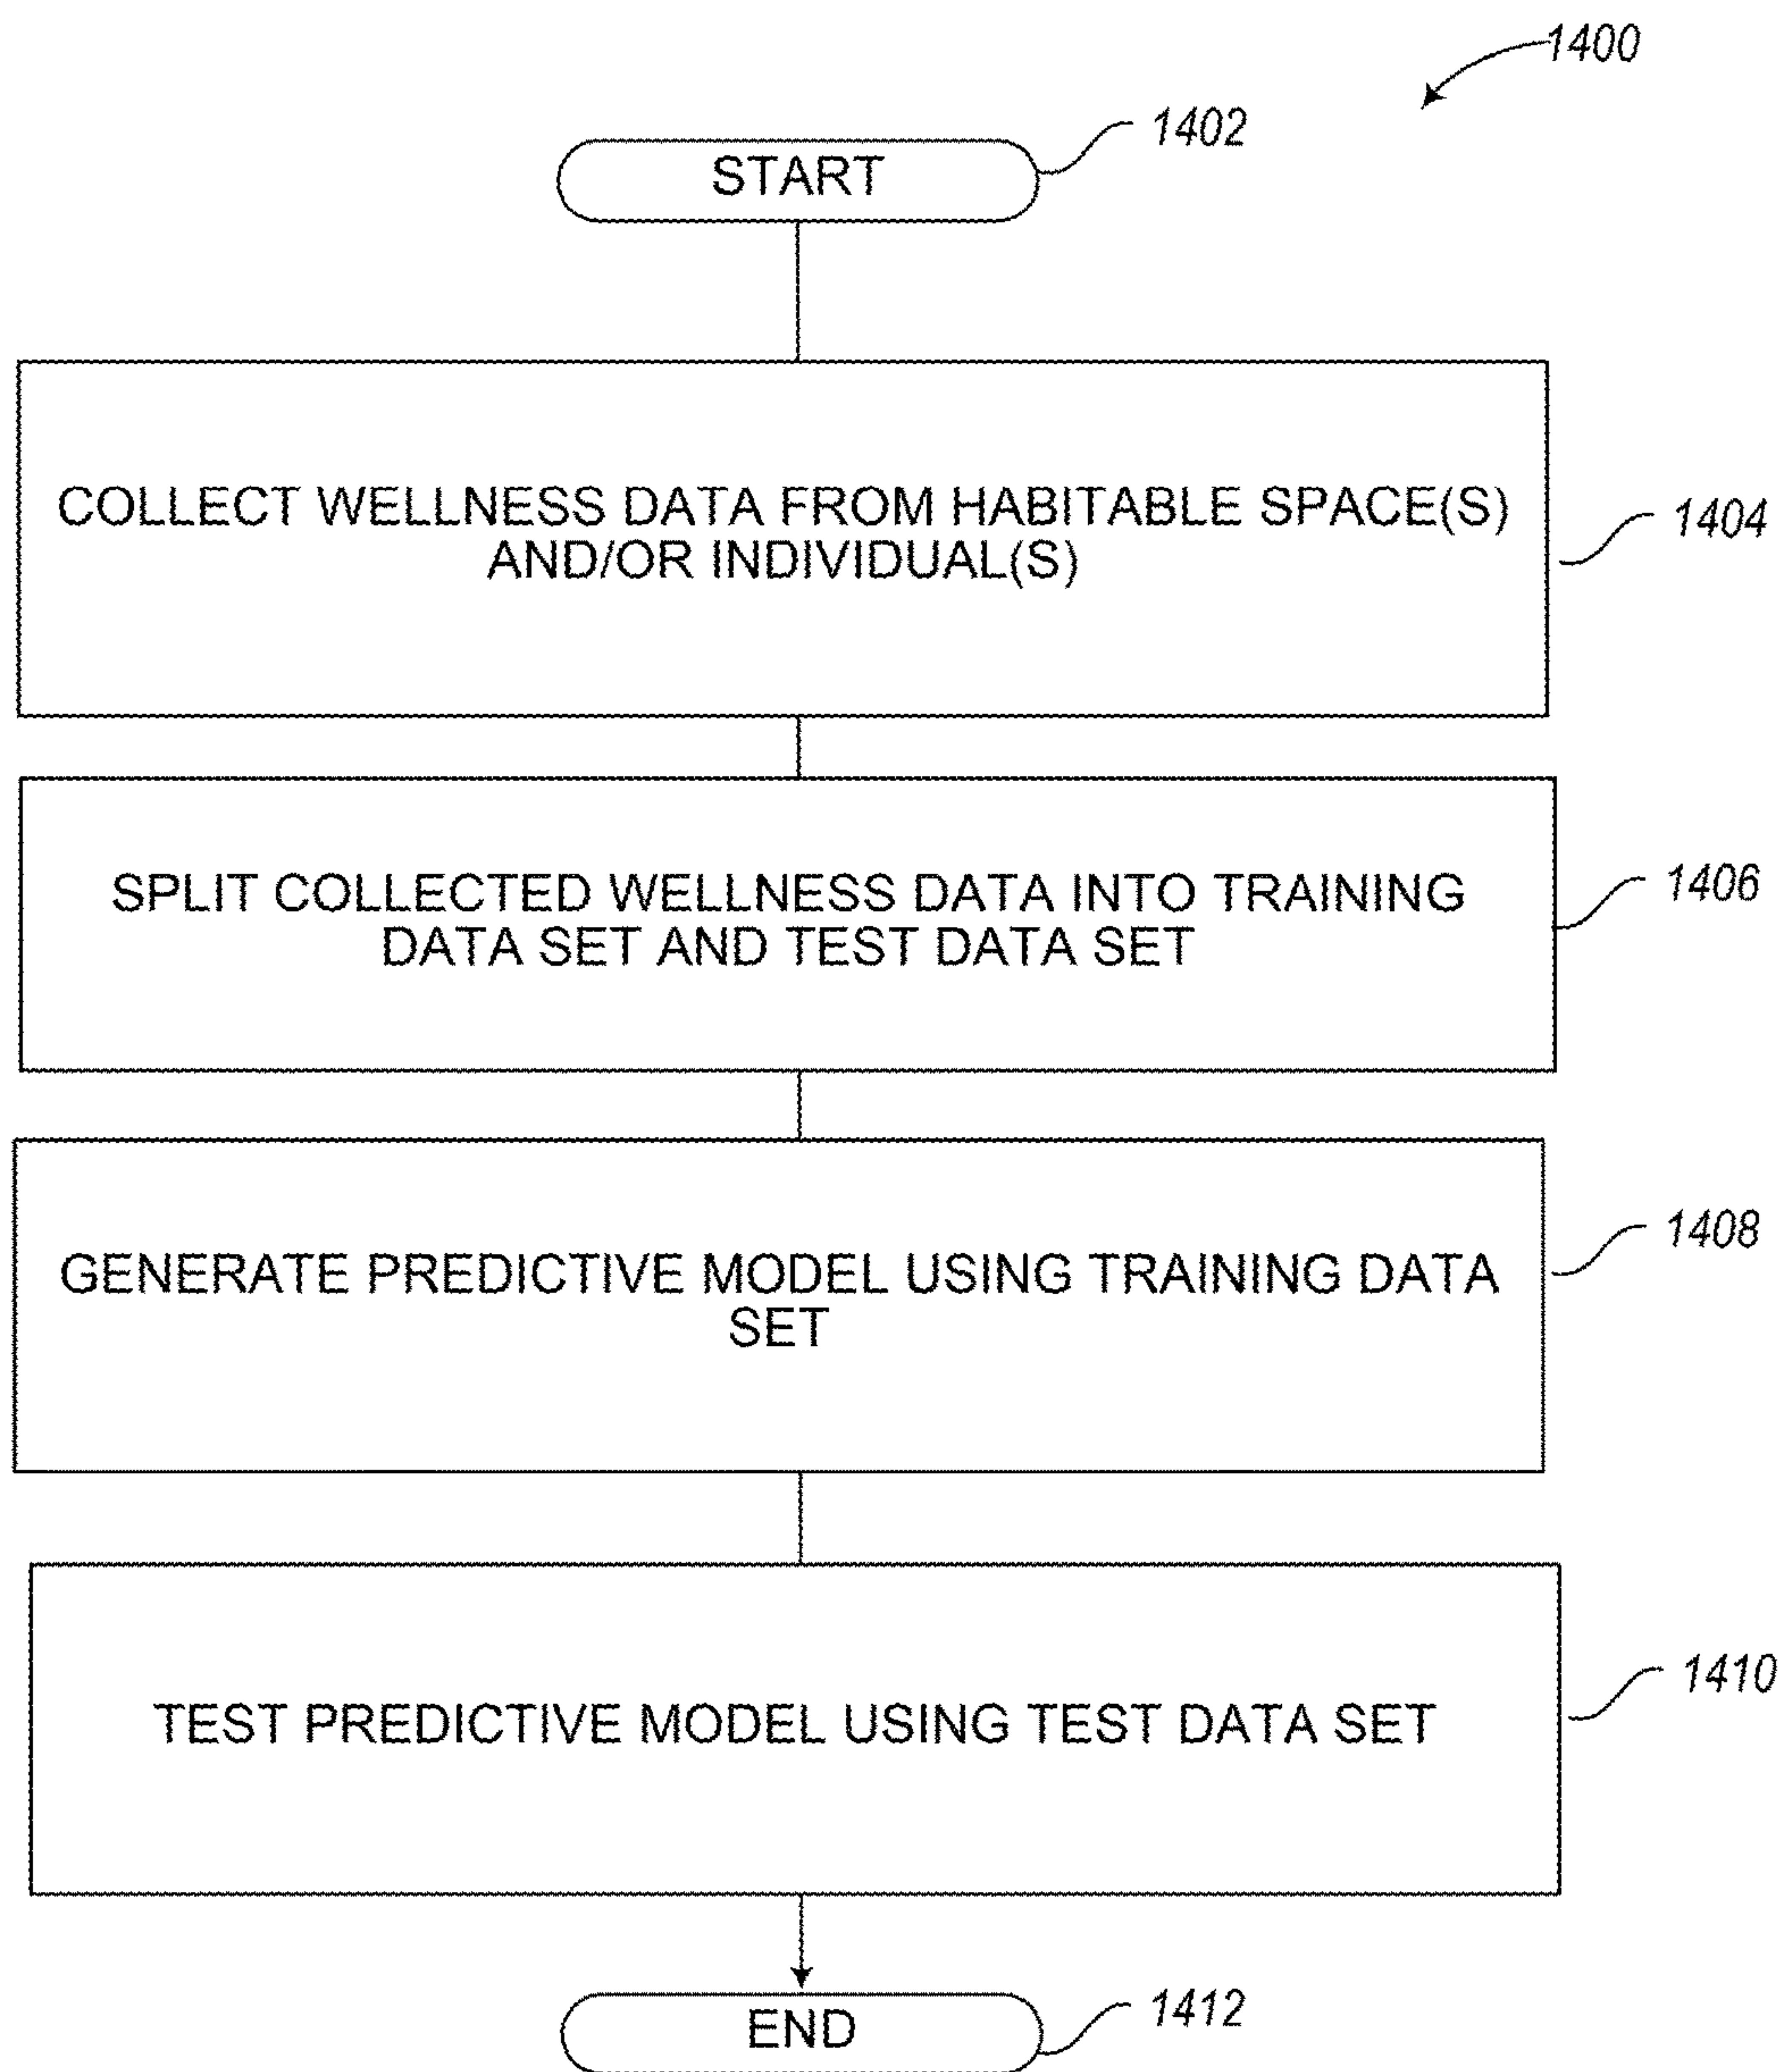 1400
1402
START
COLLECT WELLNESS DATA FROM HABITABLE SPACE(S)
AND/OR INDIVIDUAL(S)
1404
SPLIT COLLECTED WELLNESS DATA INTO TRAINING
DATA SET AND TEST DATA SET
1406
GENERATE PREDICTIVE MODEL USING TRAINING DATA
SET
1408
TEST PREDICTIVE MODEL USING TEST DATA SET
1410
END
1412